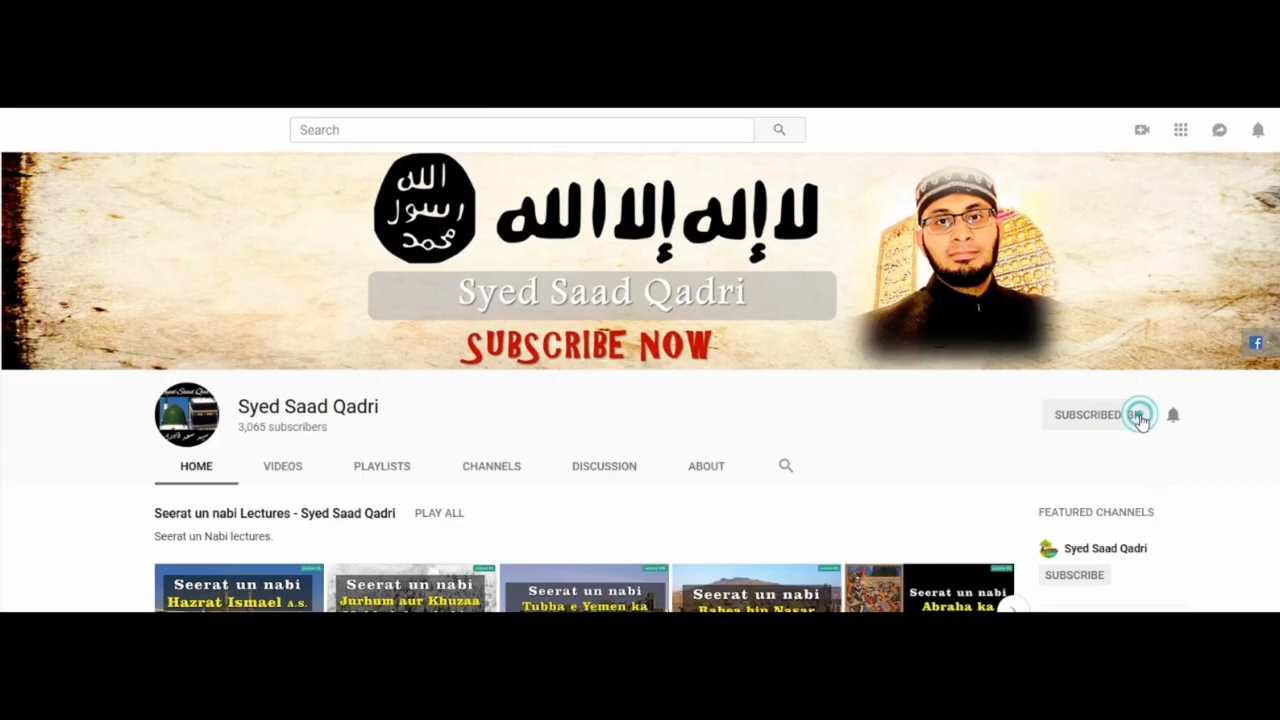 Search
الله
رسول
محمد
لا إله إلا الله
Syed Saad Qadri
SUBSCRIBE NOW
Syed Saad Qadri
3,065 subscribers
SUBSCRIBED
HOME
VIDEOS
PLAYLISTS
CHANNELS
DISCUSSION
ABOUT
Seerat un nabi Lectures - Syed Saad Qadri
PLAY ALL
Seerat un Nabi lectures.
FEATURED CHANNELS
Syed Saad Qadri
SUBSCRIBE
Seerat un nabi
Hazrat Ismael A.S.
Seerat un nabi
Jurhum aur Khuzaa
Seerat un nabi
Tubba e Yemen ka
Seerat un nabi
Rabea bin Nasar
Seerat un nabi
Abraha ka